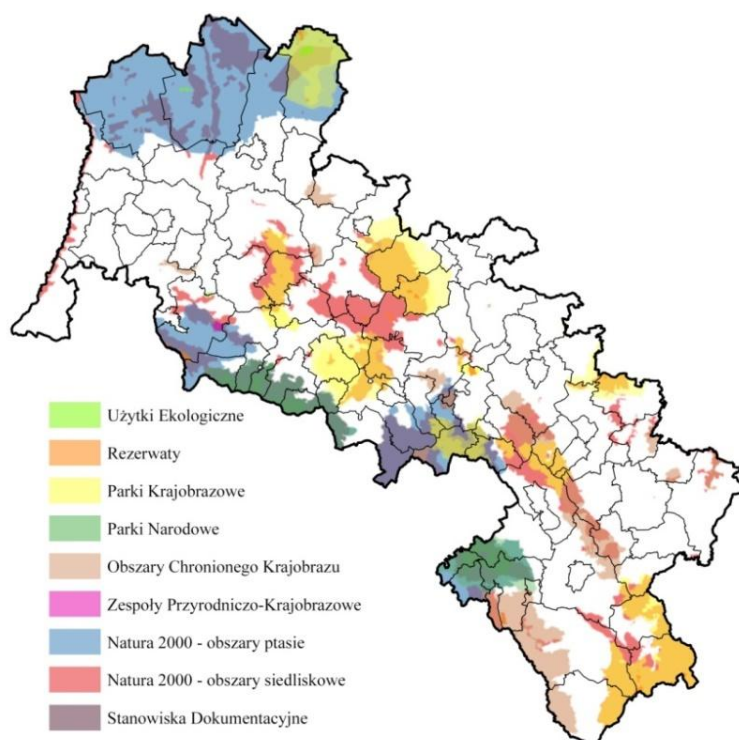 Użytki Ekologiczne
Rezerwaty
Parki Krajobrazowe
Parki Narodowe
Obszary Chronionego Krajobrazu
Zespoły Przyrodniczo-Krajobrazowe
Natura 2000 - obszary ptasie
Natura 2000 - obszary siedliskowe
Stanowiska Dokumentacyjne